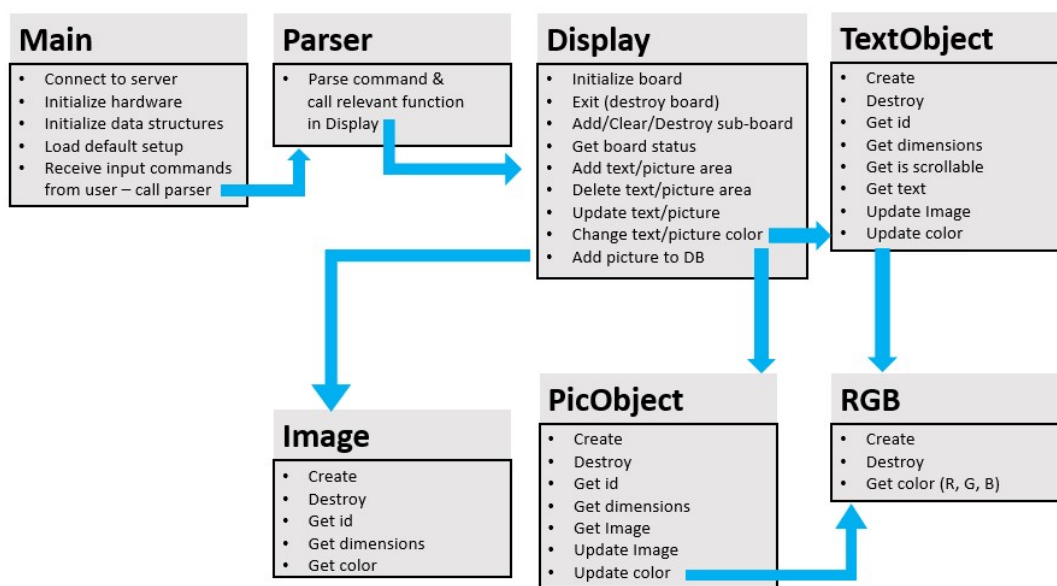 Main
• Connect to server
• Initialize hardware
• Initialize data structures
• Load default setup
• Receive input commands
from user – call parser
Parser
• Parse command &
call relevant function
in Display
Display
• Initialize board
• Exit (destroy board)
• Add/Clear/Destroy sub-board
• Get board status
• Add text/picture area
• Delete text/picture area
• Update text/picture
• Change text/picture color
• Add picture to DB
TextObject
• Create
• Destroy
• Get id
• Get dimensions
• Get is scrollable
• Get text
• Update Image
• Update color
Image
• Create
• Destroy
• Get id
• Get dimensions
• Get color
PicObject
• Create
• Destroy
• Get id
• Get dimensions
• Get Image
• Update Image
• Update color
RGB
• Create
• Destroy
• Get color (R, G, B)